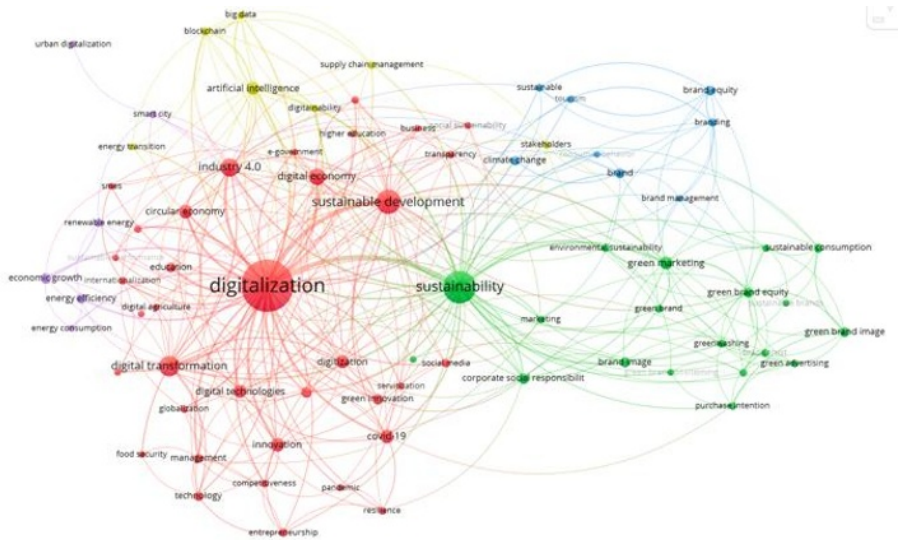 big data
blockchain
urban digitalization
supply chain management
artificial intelligence
sustainable
tourism
brand equity
digitainability
smart city
higher education
business
social sustainability
branding
energy transition
e-government
transparency
stakeholders
climate change
industry 4.0
digital economy
brand
smes
sustainable development
brand management
circular economy
renewable energy
environmental sustainability
sustainable consumption
education
green marketing
economic growth
internationalization
digitalization
sustainability
green brand equity
energy efficiency
digital agriculture
green brand
energy consumption
marketing
green brand image
greenwashing
digital transformation
digitization
social media
brand image
green advertising
corporate social responsibilit
digital technologies
servitization
green innovation
globalization
purchase intention
innovation
covid-19
food security
management
competitiveness
pandemic
technology
resilience
entrepreneurship